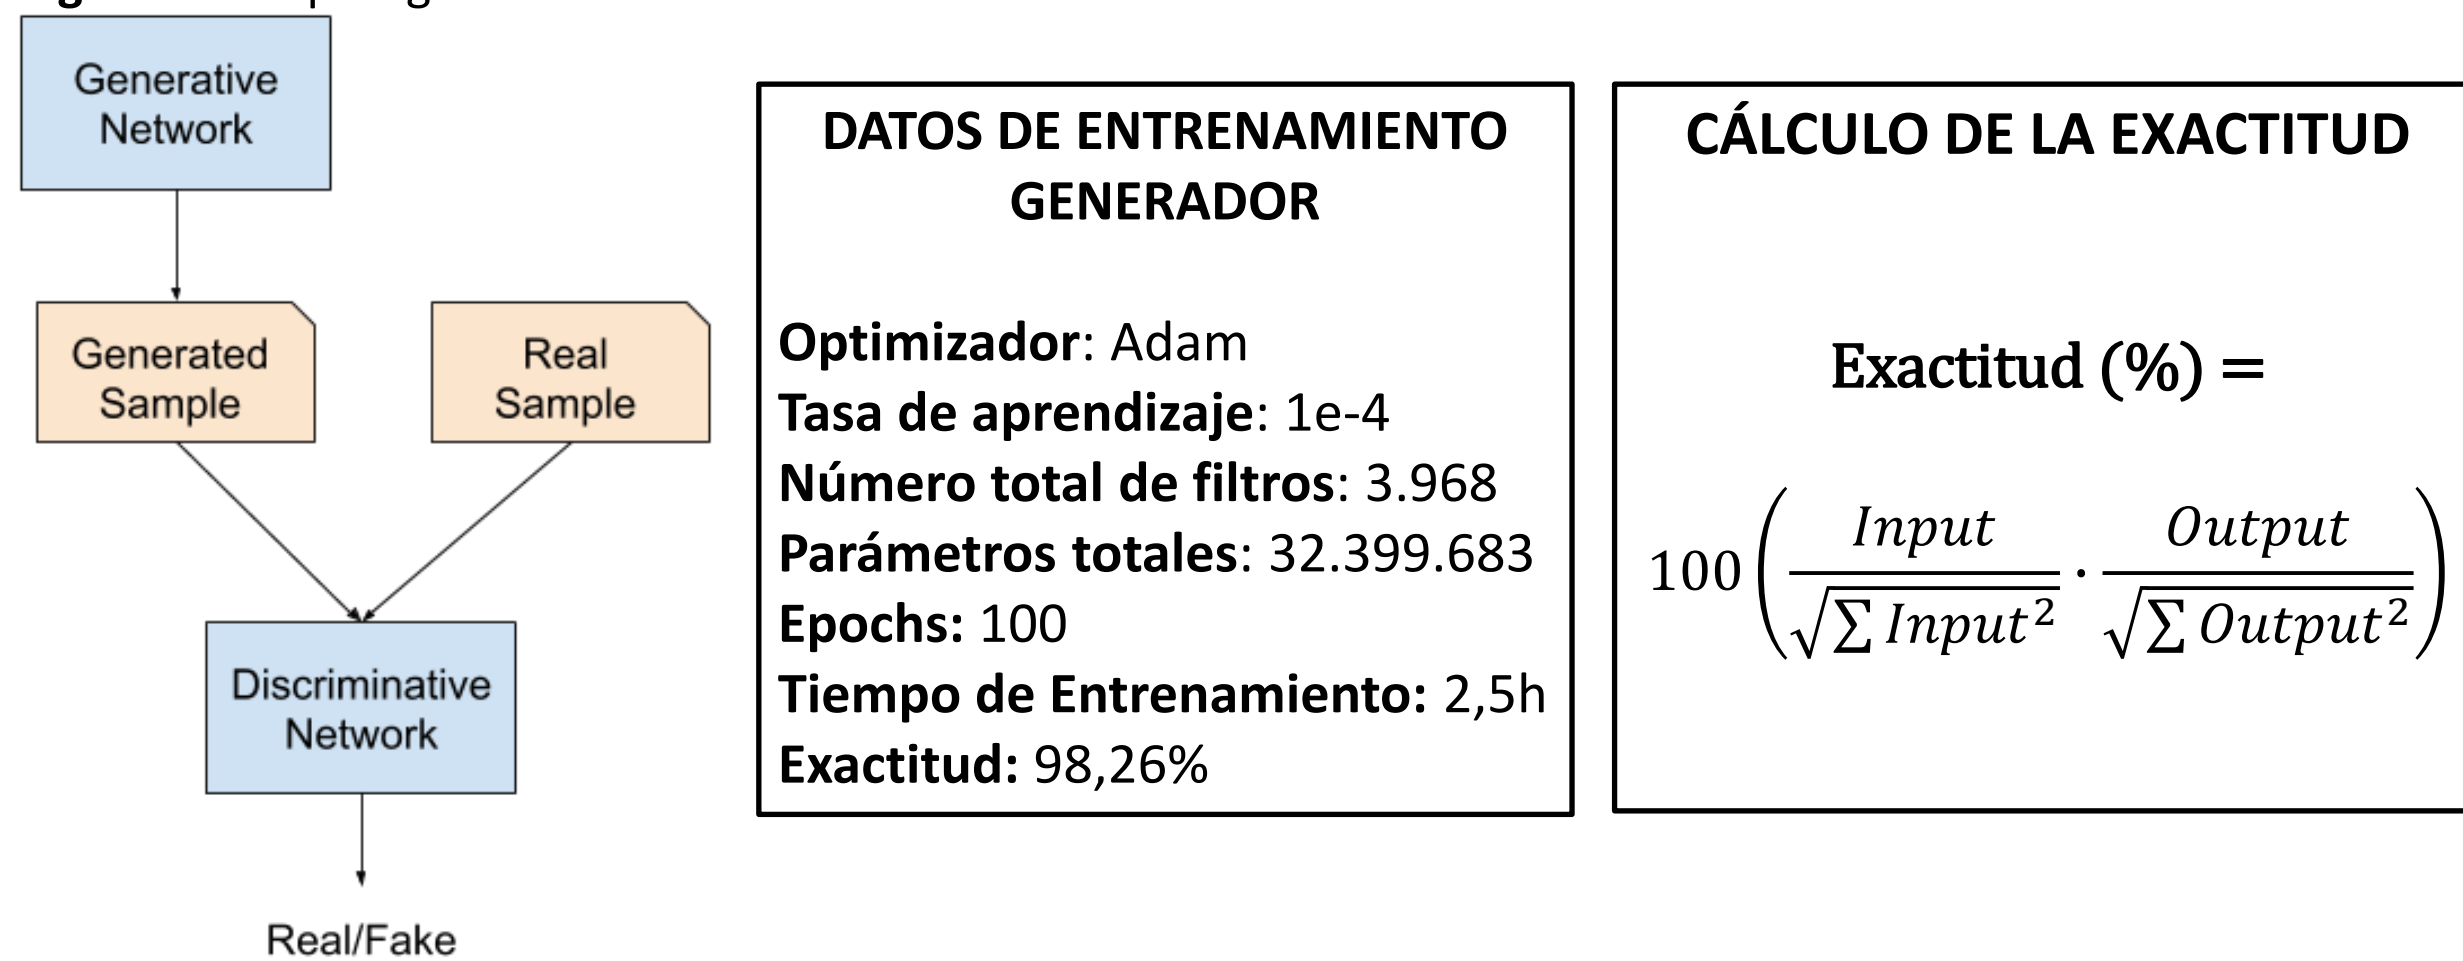 Generative
Network
Generated
Sample
Real
Sample
Discriminative
Network
Real/Fake
DATOS DE ENTRENAMIENTO
GENERADOR
Optimizador: Adam
Tasa de aprendizaje: 1e-4
Número total de filtros: 3.968
Parámetros totales: 32.399.683
Epochs: 100
Tiempo de Entrenamiento: 2,5h
Exactitud: 98,26%
CÁLCULO DE LA EXACTITUD
Exactitud (%) =
100 ( Input / √∑ Input² · Output / √∑ Output² )